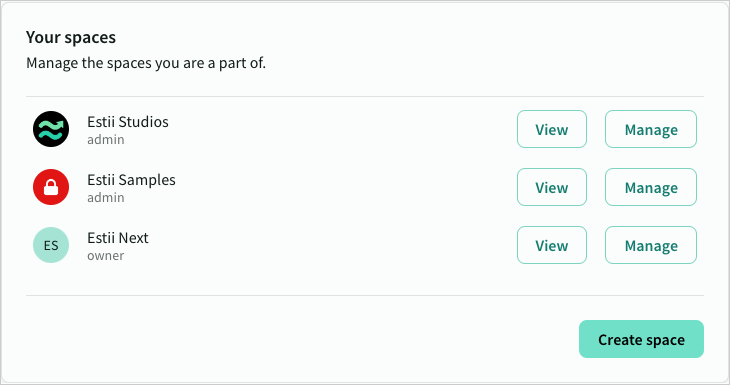 Your spaces
Manage the spaces you are a part of.
Estii Studios
admin
View
Manage
Estii Samples
admin
View
Manage
ES
Estii Next
owner
View
Manage
Create space